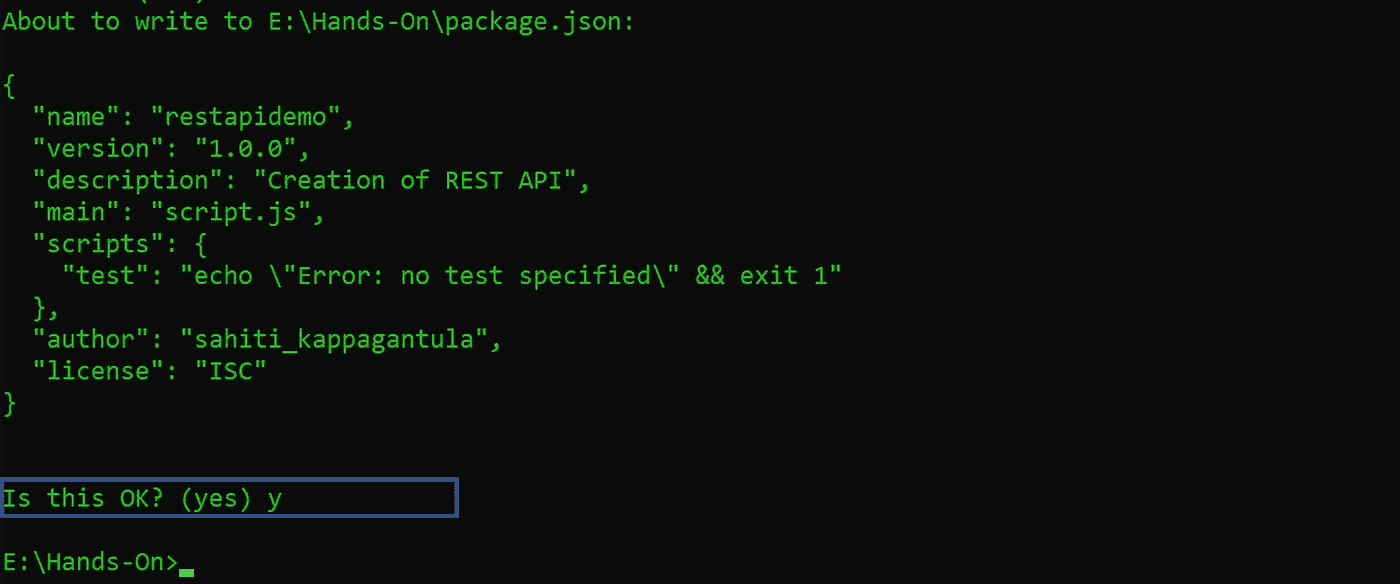 About to write to E:\Hands-On\package.json:
{
"name": "restapidemo",
"version": "1.0.0",
"description": "Creation of REST API",
"main": "script.js",
"scripts": {
"test": "echo \"Error: no test specified\" && exit 1"
},
"author": "sahiti_kappagantula",
"license": "ISC"
}
Is this OK? (yes) y
E:\Hands-On>